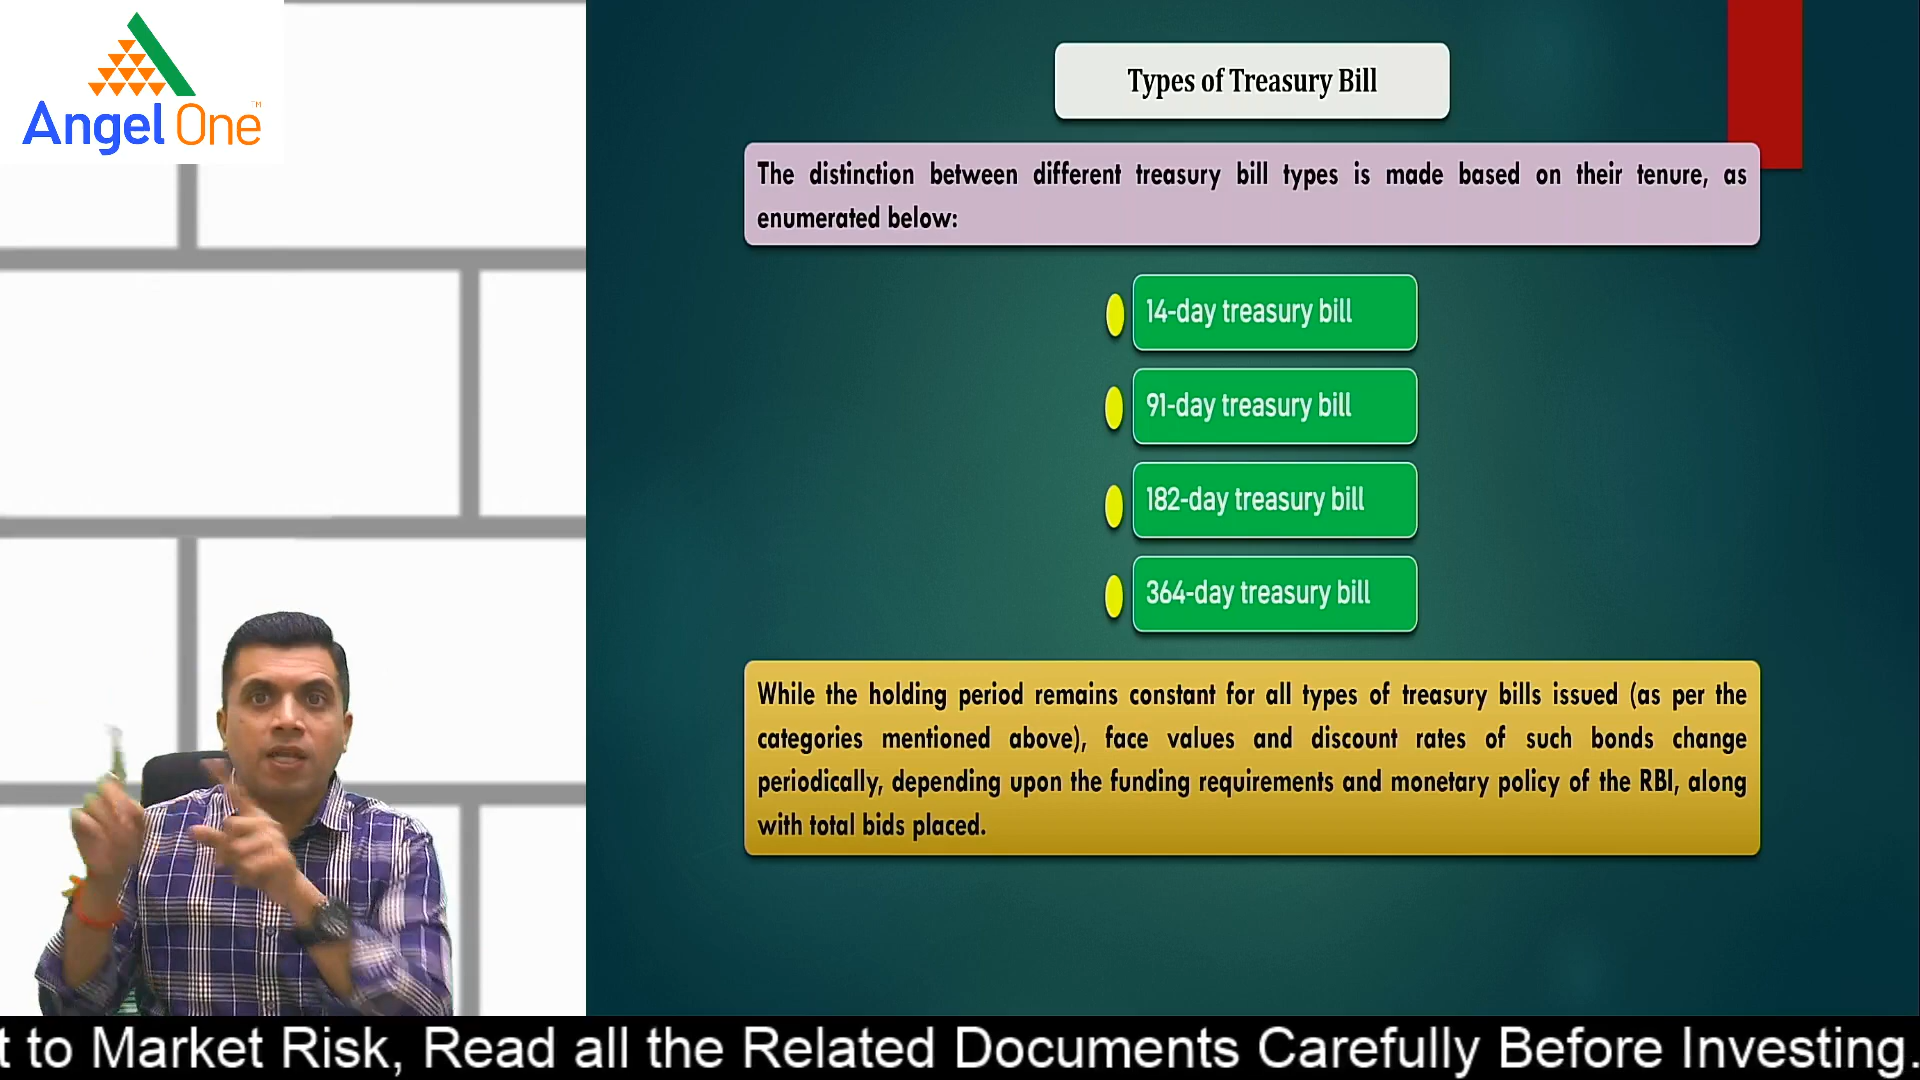 Angel One™
Types of Treasury Bill
The distinction between different treasury bill types is made based on their tenure, as
enumerated below:
14-day treasury bill
91-day treasury bill
182-day treasury bill
364-day treasury bill
While the holding period remains constant for all types of treasury bills issued (as per the
categories mentioned above), face values and discount rates of such bonds change
periodically, depending upon the funding requirements and monetary policy of the RBI, along
with total bids placed.
t to Market Risk, Read all the Related Documents Carefully Before Investing.